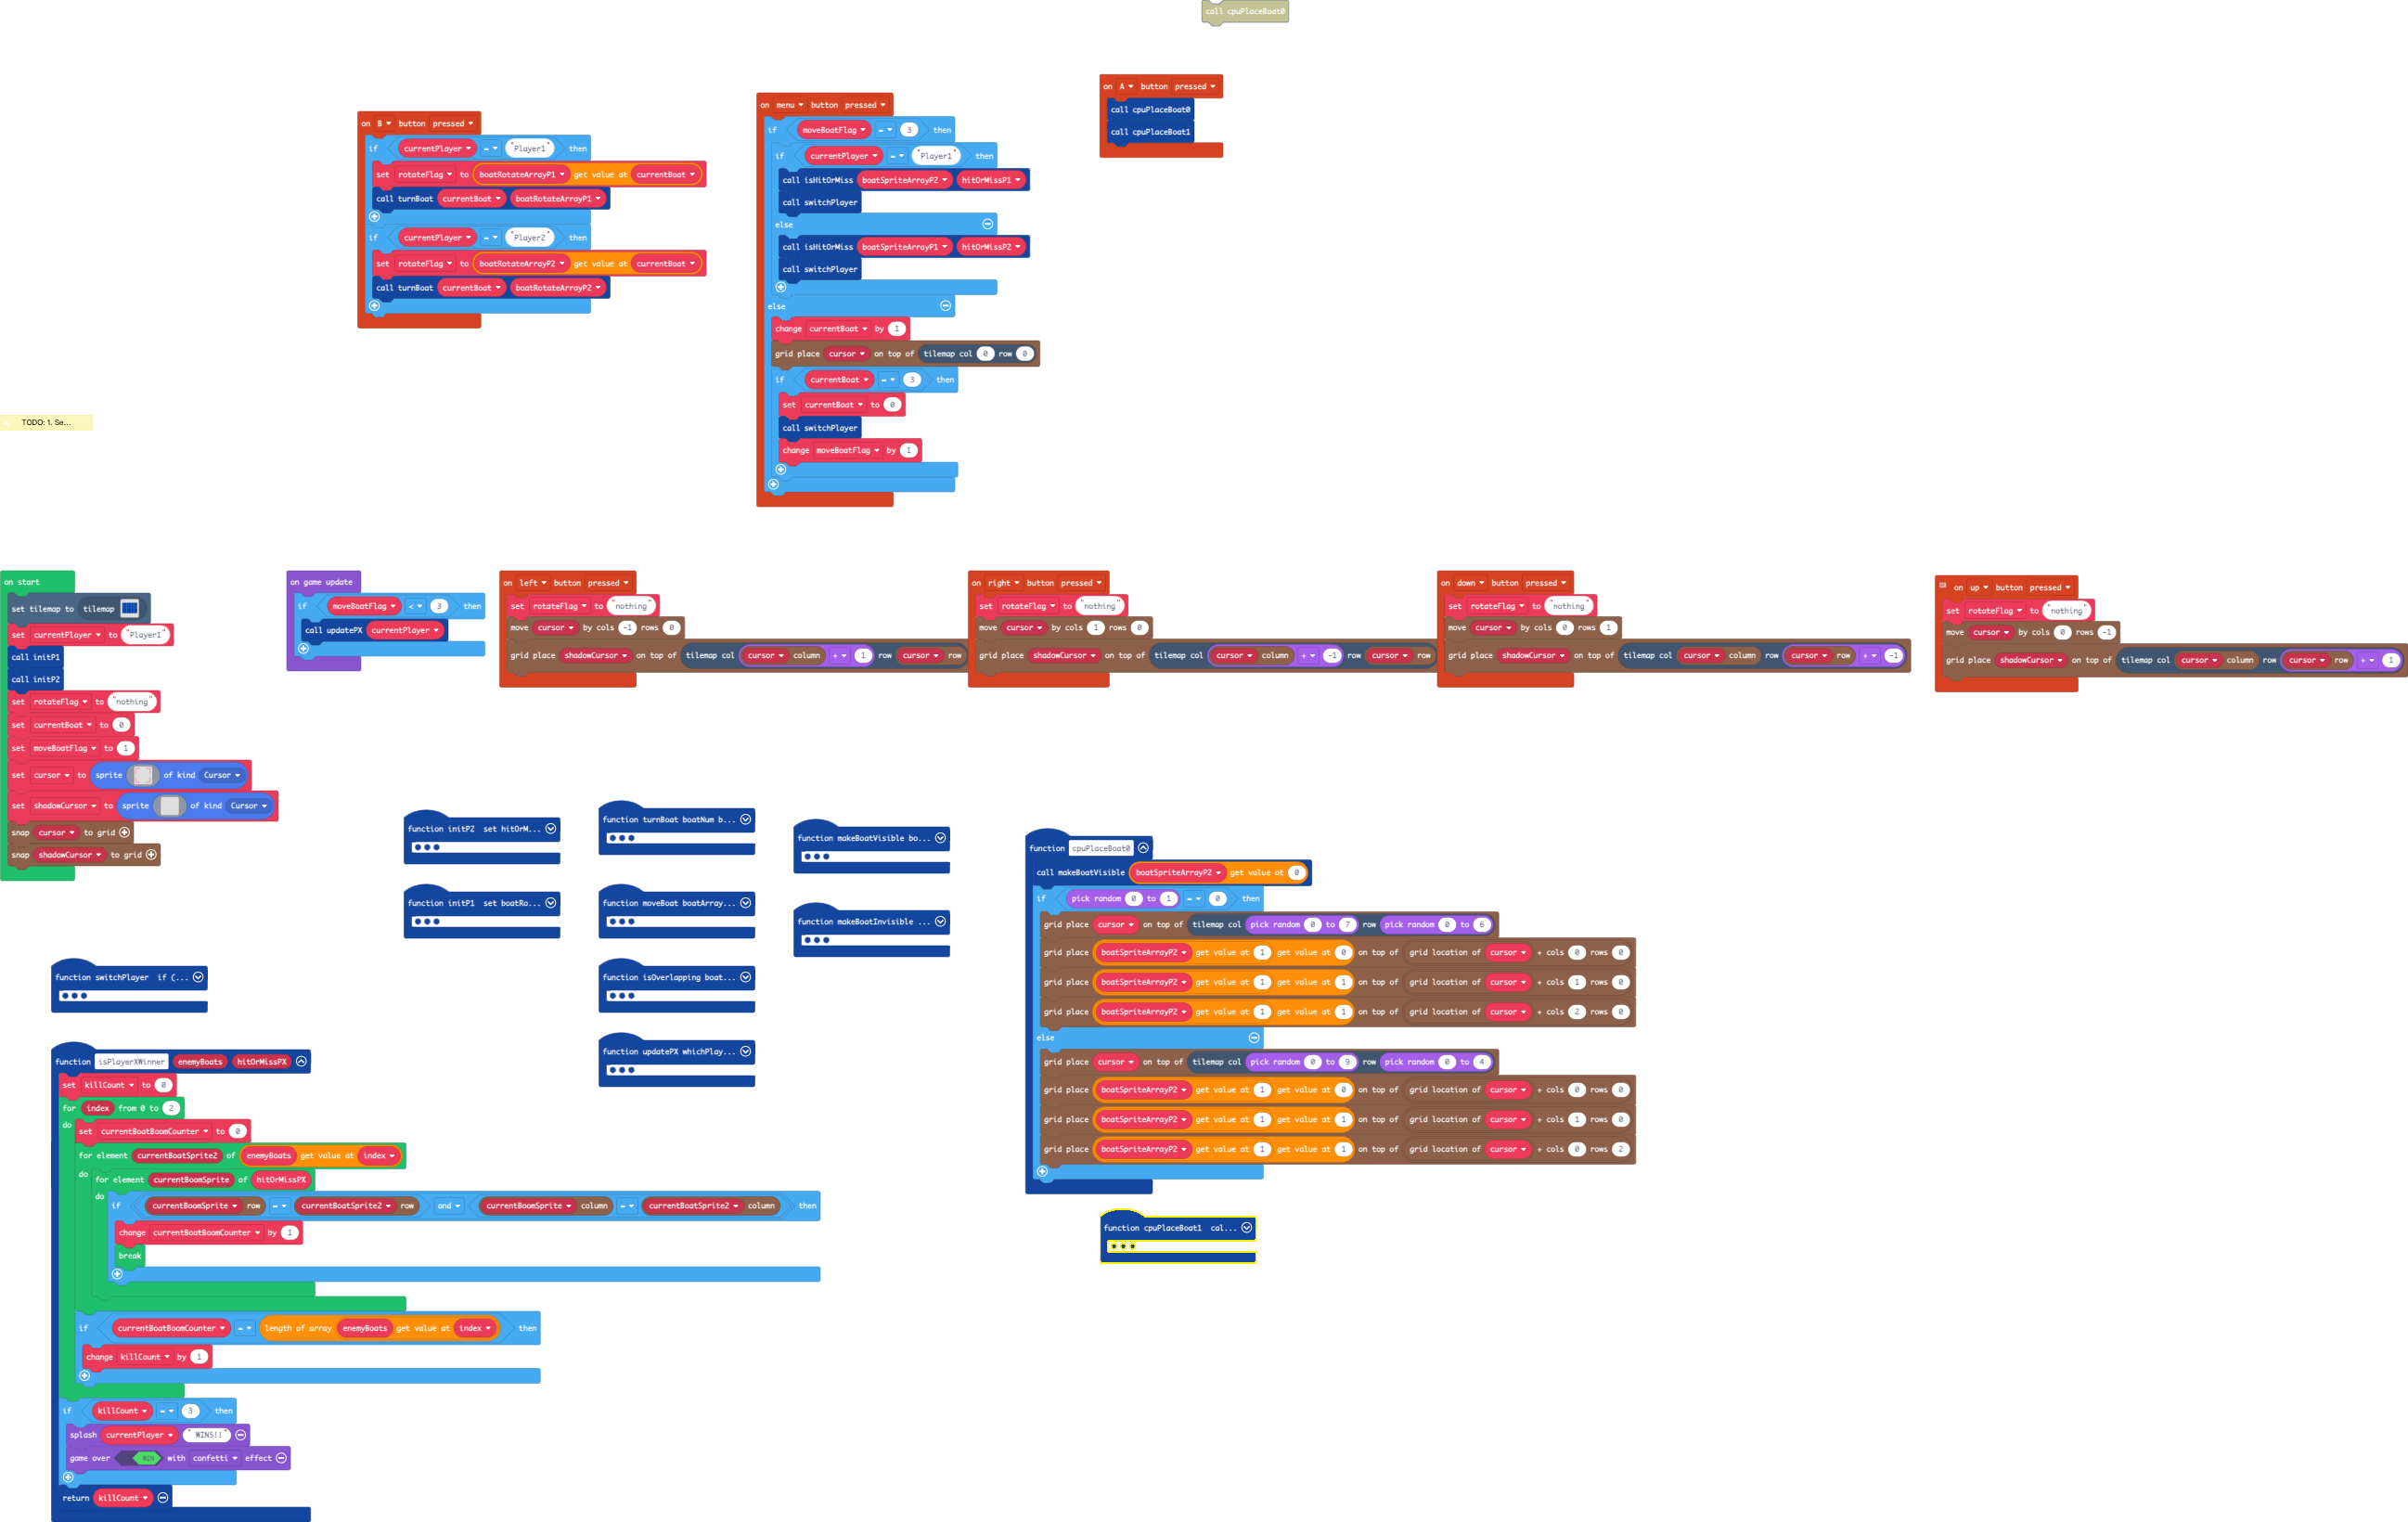 call cpuPlaceBoat0
on A button pressed
call cpuPlaceBoat0
call cpuPlaceBoat1
on B button pressed
if currentPlayer = "Player1" then
set rotateFlag to boatRotateArrayP1 get value at currentBoat
call turnBoat currentBoat boatRotateArrayP1
if currentPlayer = "Player2" then
set rotateFlag to boatRotateArrayP2 get value at currentBoat
call turnBoat currentBoat boatRotateArrayP2
on menu button pressed
if moveBoatFlag = 3 then
if currentPlayer = "Player1" then
call isHitOrMiss boatSpriteArrayP2 hitOrMissP1
call switchPlayer
else
call isHitOrMiss boatSpriteArrayP1 hitOrMissP2
call switchPlayer
else
change currentBoat by 1
grid place cursor on top of tilemap col 0 row 0
if currentBoat = 3 then
set currentBoat to 0
call switchPlayer
change moveBoatFlag by 1
TODO: 1. Se...
on start
set tilemap to tilemap
set currentPlayer to "Player1"
call initP1
call initP2
set rotateFlag to "nothing"
set currentBoat to 0
set moveBoatFlag to 1
set cursor to sprite of kind Cursor
set shadowCursor to sprite of kind Cursor
snap cursor to grid
snap shadowCursor to grid
on game update
if moveBoatFlag < 3 then
call updatePX currentPlayer
on left button pressed
set rotateFlag to "nothing"
move cursor by cols -1 rows 0
grid place shadowCursor on top of tilemap col cursor column + 1 row cursor row
on right button pressed
set rotateFlag to "nothing"
move cursor by cols 1 rows 0
grid place shadowCursor on top of tilemap col cursor column + -1 row cursor row
on down button pressed
set rotateFlag to "nothing"
move cursor by cols 0 rows 1
grid place shadowCursor on top of tilemap col cursor column row cursor row + -1
on up button pressed
set rotateFlag to "nothing"
move cursor by cols 0 rows -1
grid place shadowCursor on top of tilemap col cursor column row cursor row + 1
function initP2 set hitOrM...
function turnBoat boatNum b...
function makeBoatVisible bo...
function initP1 set boatRo...
function moveBoat boatArray...
function makeBoatInvisible ...
function switchPlayer if (...
function isOverlapping boat...
function updatePX whichPlay...
function cpuPlaceBoat0
call makeBoatVisible boatSpriteArrayP2 get value at 0
if pick random 0 to 1 = 0 then
grid place cursor on top of tilemap col pick random 0 to 7 row pick random 0 to 6
grid place boatSpriteArrayP2 get value at 1 get value at 0 on top of grid location of cursor + cols 0 rows 0
grid place boatSpriteArrayP2 get value at 1 get value at 1 on top of grid location of cursor + cols 1 rows 0
grid place boatSpriteArrayP2 get value at 1 get value at 1 on top of grid location of cursor + cols 2 rows 0
else
grid place cursor on top of tilemap col pick random 0 to 9 row pick random 0 to 4
grid place boatSpriteArrayP2 get value at 1 get value at 0 on top of grid location of cursor + cols 0 rows 0
grid place boatSpriteArrayP2 get value at 1 get value at 1 on top of grid location of cursor + cols 1 rows 0
grid place boatSpriteArrayP2 get value at 1 get value at 1 on top of grid location of cursor + cols 0 rows 2
function cpuPlaceBoat1 cal...
function isPlayerXWinner enemyBoats hitOrMissPX
set killCount to 0
for index from 0 to 2
do
set currentBoatBoomCounter to 0
for element currentBoatSprite2 of enemyBoats get value at index
do
for element currentBoomSprite of hitOrMissPX
do
if currentBoomSprite row = currentBoatSprite2 row and currentBoomSprite column = currentBoatSprite2 column then
change currentBoatBoomCounter by 1
break
if currentBoatBoomCounter = length of array enemyBoats get value at index then
change killCount by 1
if killCount = 3 then
splash currentPlayer " WINS!!"
game over WIN with confetti effect
return killCount